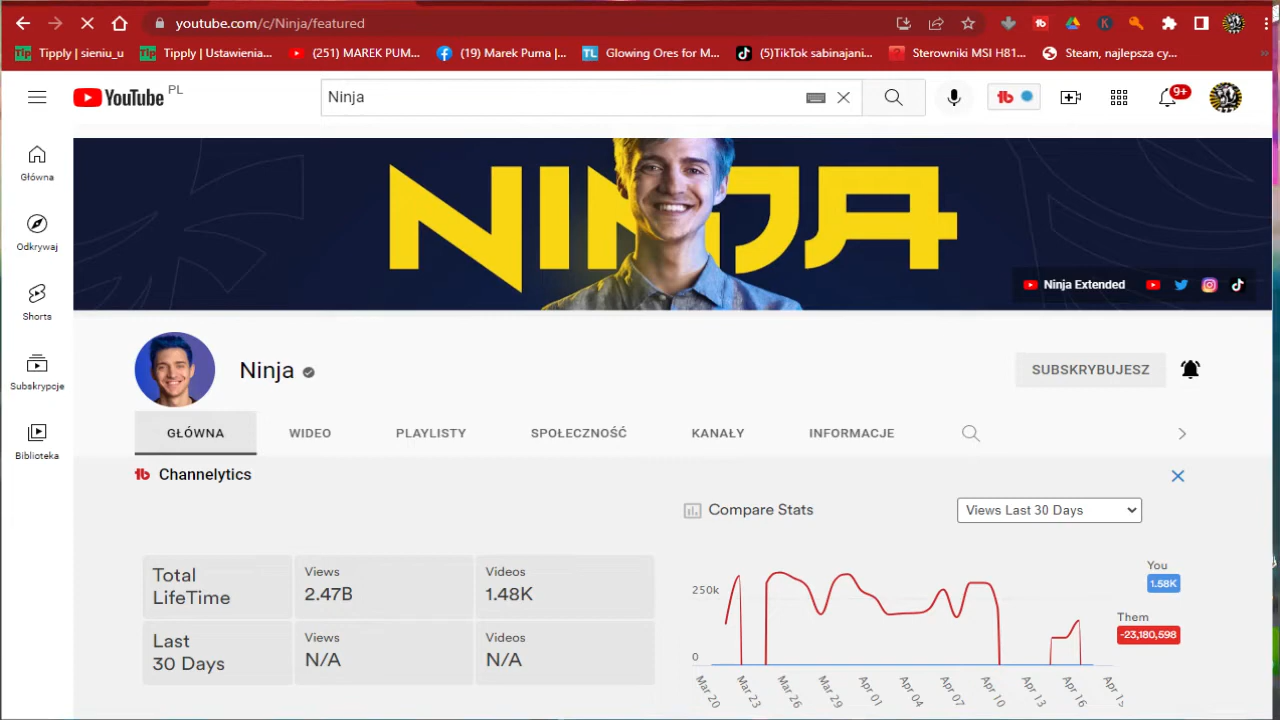 youtube.com/c/Ninja/featured
Tip Tipply | sieniu_u
Tip Tipply | Ustawienia...
(251) MAREK PUM...
(19) Marek Puma |...
TL Glowing Ores for M...
(5)TikTok sabinajani...
Sterowniki MSI H81...
Steam, najlepsza cy...
YouTube PL
Ninja
9+
Główna
Odkrywaj
Shorts
Subskrypcje
Biblioteka
NINJA
Ninja Extended
Ninja
SUBSKRYBUJESZ
GŁÓWNA
WIDEO
PLAYLISTY
SPOŁECZNOŚĆ
KANAŁY
INFORMACJE
Channelytics
Compare Stats
Views Last 30 Days
Total
LifeTime
Views
2.47B
Videos
1.48K
Last
30 Days
Views
N/A
Videos
N/A
250k
0
Mar 20
Mar 23
Mar 26
Mar 29
Apr 01
Apr 04
Apr 07
Apr 10
Apr 13
Apr 16
You
1.58K
Them
-23,180,598